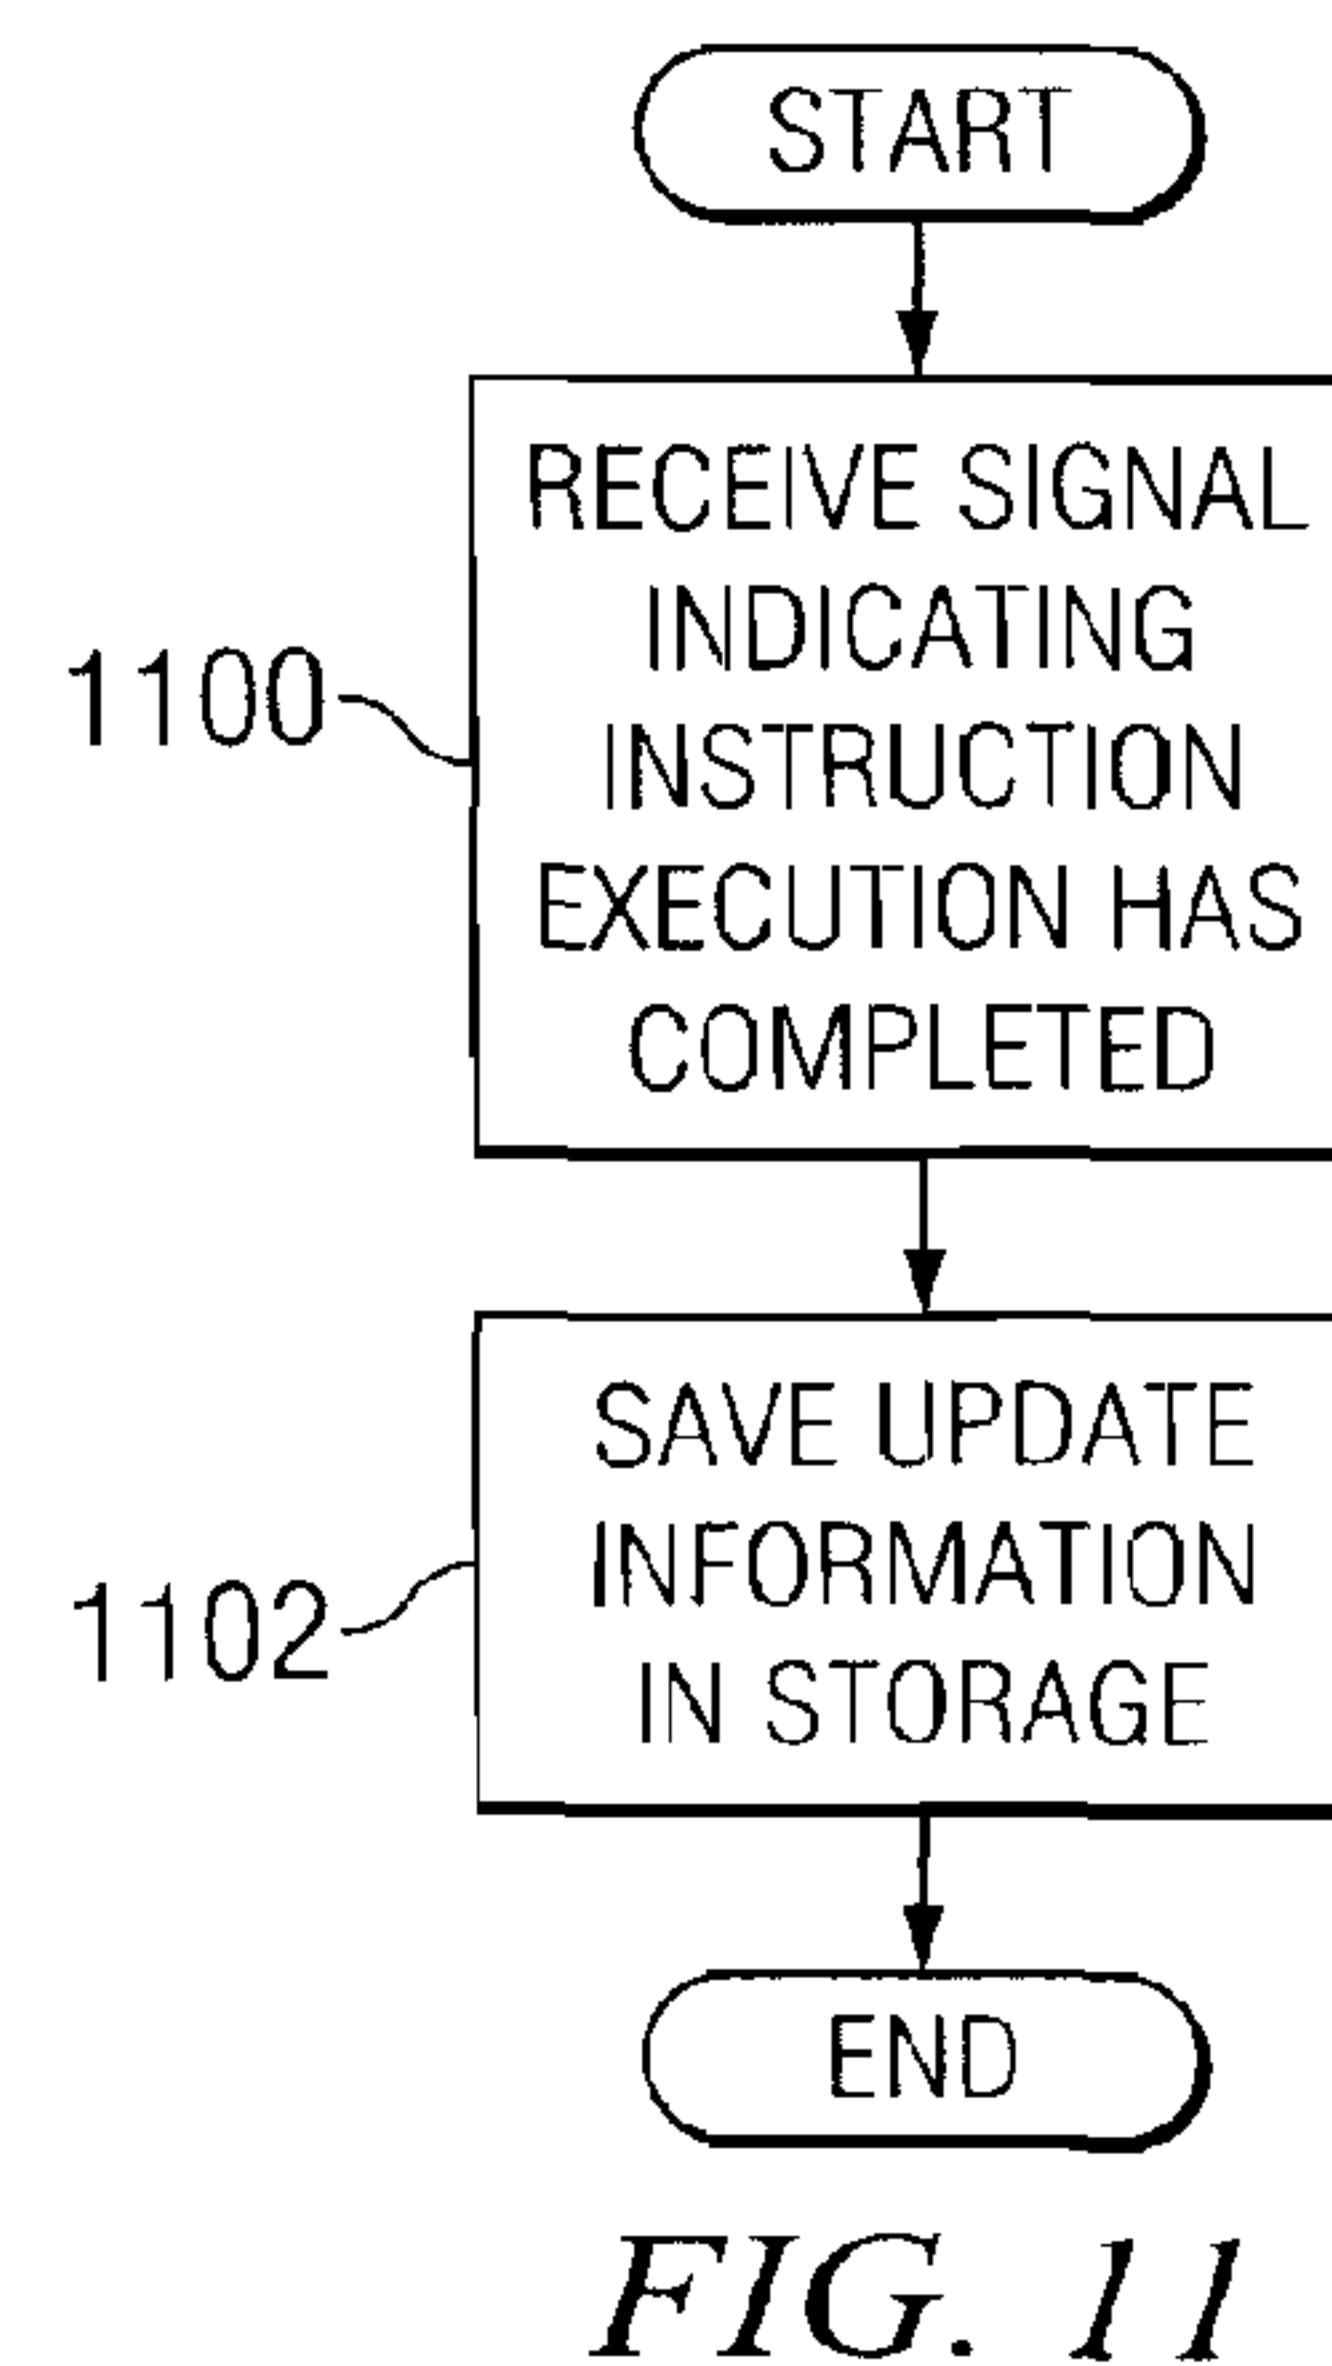 START
RECEIVE SIGNAL
INDICATING
INSTRUCTION
EXECUTION HAS
COMPLETED
1100
SAVE UPDATE
INFORMATION
IN STORAGE
1102
END
FIG. 11